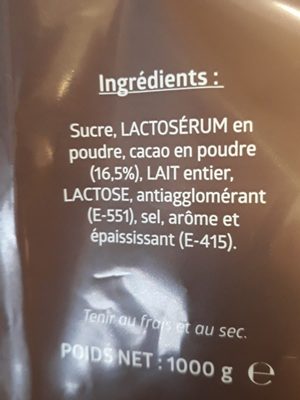 Ingrédients :
Sucre, LACTOSÉRUM en
poudre, cacao en poudre
(16,5%), LAIT entier,
LACTOSE, antiagglomérant
(E-551), sel, arôme et
épaississant (E-415).
Tenir au frais et au sec.
POIDS NET : 1000 g ℮